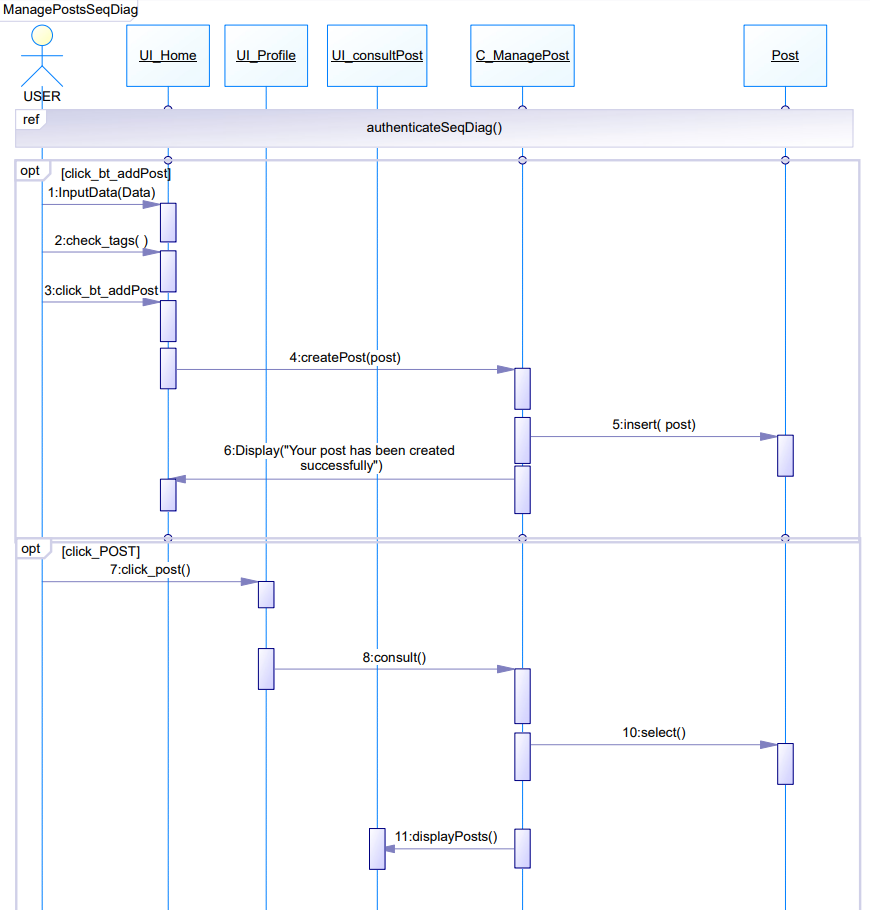 ManagePostsSeqDiag
UI_Home
UI_Profile
UI_consultPost
C_ManagePost
Post
USER
ref
authenticateSeqDiag()
opt
[click_bt_addPost]
1:InputData(Data)
2:check_tags( )
3:click_bt_addPost
4:createPost(post)
5:insert( post)
6:Display("Your post has been created
successfully")
opt
[click_POST]
7:click_post()
8:consult()
10:select()
11:displayPosts()